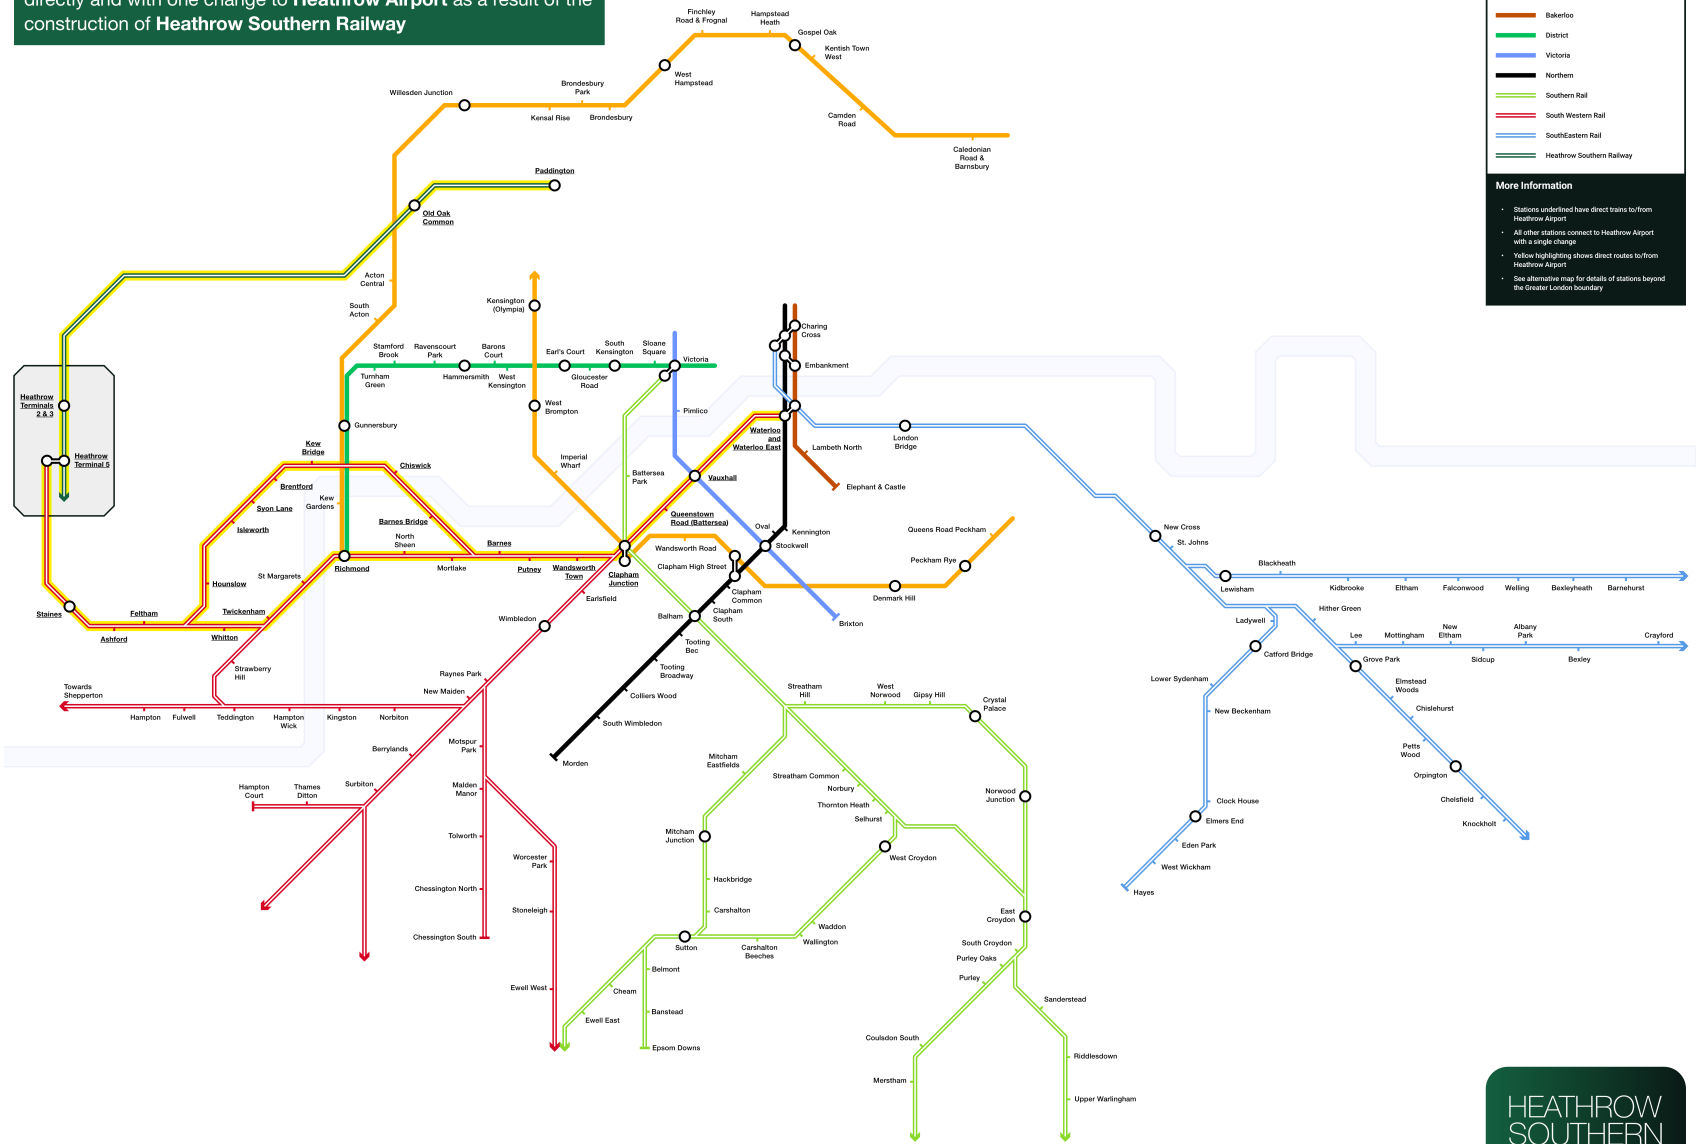 directly and with one change to Heathrow Airport as a result of the
construction of Heathrow Southern Railway
Bakerloo
District
Victoria
Northern
Southern Rail
South Western Rail
SouthEastern Rail
Heathrow Southern Railway
More Information
• Stations underlined have direct trains to/from
Heathrow Airport
• All other stations connect to Heathrow Airport
with a single change
• Yellow highlighting shows direct routes to/from
Heathrow Airport
• See alternative map for details of stations beyond
the Greater London boundary
Finchley
Road & Frognal
Hampstead
Heath
Gospel Oak
Kentish Town
West
West
Hampstead
Brondesbury
Park
Willesden Junction
Kensal Rise
Brondesbury
Camden
Road
Caledonian
Road &
Barnsbury
Paddington
Old Oak
Common
Acton
Central
South
Acton
Kensington
(Olympia)
Stamford
Brook
Ravenscourt
Park
Barons
Court
Earl's Court
South
Kensington
Sloane
Square
Victoria
Turnham
Green
Hammersmith
West
Kensington
Gloucester
Road
Charing
Cross
Embankment
Heathrow
Terminals
2 & 3
Heathrow
Terminal 5
Gunnersbury
West
Brompton
Pimlico
Waterloo
and
Waterloo East
London
Bridge
Lambeth North
Elephant & Castle
Kew
Bridge
Chiswick
Brentford
Syon Lane
Isleworth
Kew
Gardens
Barnes Bridge
Imperial
Wharf
Battersea
Park
Vauxhall
Queenstown
Road (Battersea)
Oval
Kennington
Stockwell
Queens Road Peckham
Peckham Rye
Denmark Hill
New Cross
St. Johns
North
Sheen
Barnes
Richmond
Mortlake
Putney
Wandsworth
Town
Clapham
Junction
Wandsworth Road
Clapham High Street
Clapham
Common
Clapham
South
St Margarets
Hounslow
Twickenham
Staines
Feltham
Ashford
Whitton
Strawberry
Hill
Earlsfield
Wimbledon
Balham
Brixton
Tooting
Bec
Tooting
Broadway
Colliers Wood
South Wimbledon
Morden
Blackheath
Lewisham
Kidbrooke
Eltham
Falconwood
Welling
Bexleyheath
Barnehurst
Ladywell
Hither Green
Catford Bridge
Lee
Mottingham
New
Eltham
Albany
Park
Crayford
Sidcup
Bexley
Grove Park
Elmstead
Woods
Chislehurst
Petts
Wood
Orpington
Chelsfield
Knockholt
Lower Sydenham
New Beckenham
Clock House
Elmers End
Eden Park
West Wickham
Hayes
Raynes Park
New Maiden
Towards
Shepperton
Hampton
Fulwell
Teddington
Hampton
Wick
Kingston
Norbiton
Berrylands
Surbiton
Hampton
Court
Thames
Ditton
Motspur
Park
Malden
Manor
Tolworth
Chessington North
Chessington South
Worcester
Park
Stoneleigh
Ewell West
Streatham
Hill
West
Norwood
Gipsy Hill
Crystal
Palace
Mitcham
Eastfields
Streatham Common
Norbury
Thornton Heath
Selhurst
Norwood
Junction
Mitcham
Junction
West Croydon
Hackbridge
Carshalton
Waddon
Wallington
Carshalton
Beeches
Sutton
Belmont
Cheam
Banstead
Ewell East
Epsom Downs
East
Croydon
South Croydon
Purley Oaks
Purley
Sanderstead
Coulsdon South
Riddlesdown
Merstham
Upper Warlingham
HEATHROW
SOUTHERN